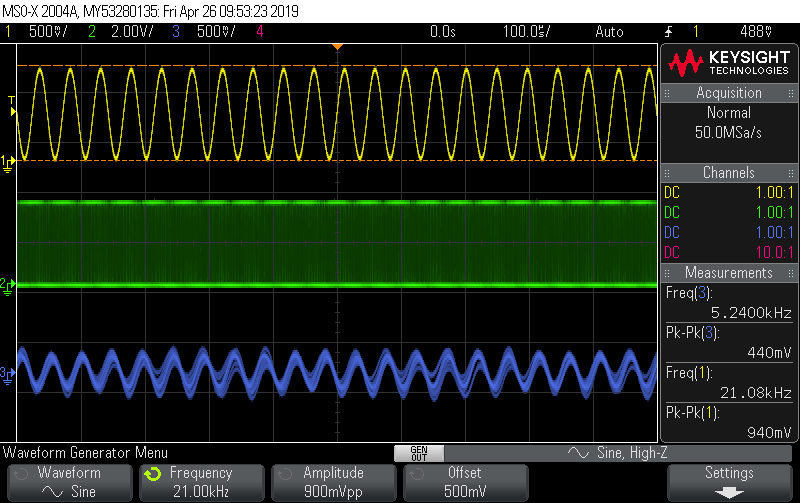 MSO-X 2004A, MY53280135: Fri Apr 26 09:53:23 2019
1 500%/ 2 2.00V/ 3 500%/ 4 0.0s 100.0%/ Auto 1 488%
KEYSIGHT
TECHNOLOGIES
Acquisition
Normal
50.0MSa/s
Channels
DC 1.00:1
DC 1.00:1
DC 1.00:1
DC 10.0:1
Measurements
Freq(3):
5.2400kHz
Pk-Pk(3):
440mV
Freq(1):
21.08kHz
Pk-Pk(1):
940mV
T
1
2
3
Waveform Generator Menu
GEN
OUT
Sine, High-Z
Waveform
Sine
Frequency
21.00kHz
Amplitude
900mVpp
Offset
500mV
Settings